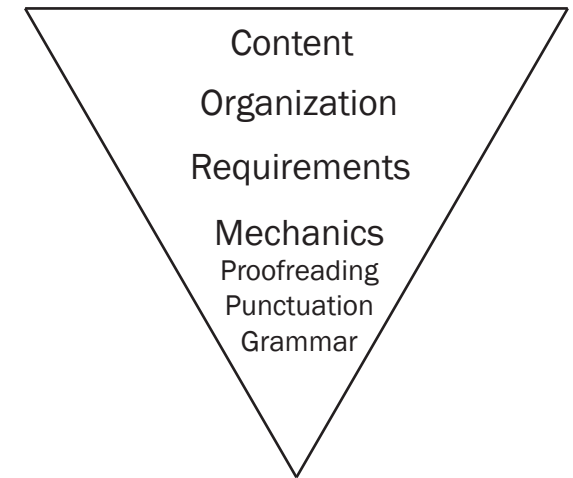 Content
Organization
Requirements
Mechanics
Proofreading
Punctuation
Grammar